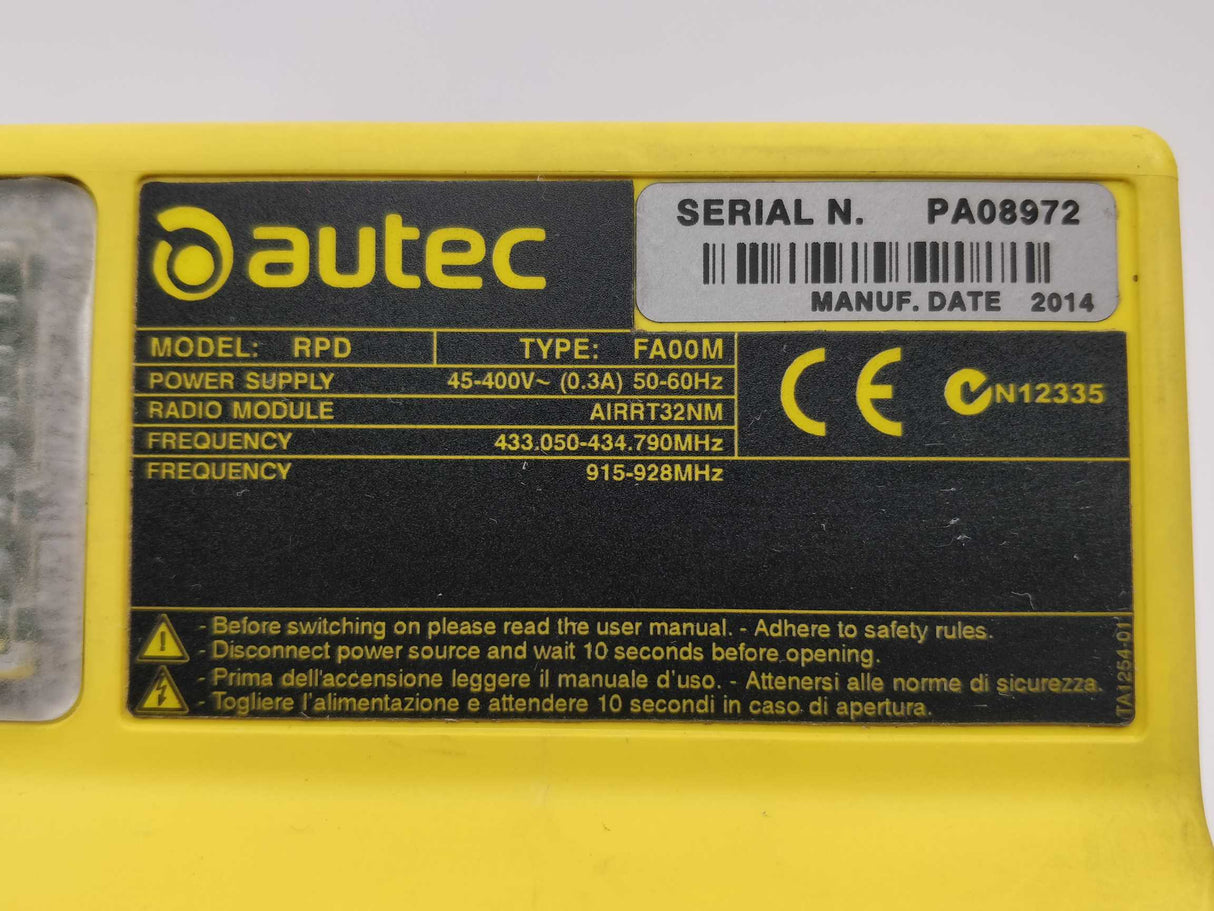 autec
SERIAL N. PA08972
MANUF. DATE 2014
MODEL: RPD TYPE: FA00M
POWER SUPPLY 45-400V~ (0.3A) 50-60Hz
RADIO MODULE AIRRT32NM
FREQUENCY 433.050-434.790MHz
FREQUENCY 915-928MHz
CE N12335
- Before switching on please read the user manual. - Adhere to safety rules.
- Disconnect power source and wait 10 seconds before opening.
- Prima dell'accensione leggere il manuale d'uso. - Attenersi alle norme di sicurezza.
- Togliere l'alimentazione e attendere 10 secondi in caso di apertura.
TA1254-01